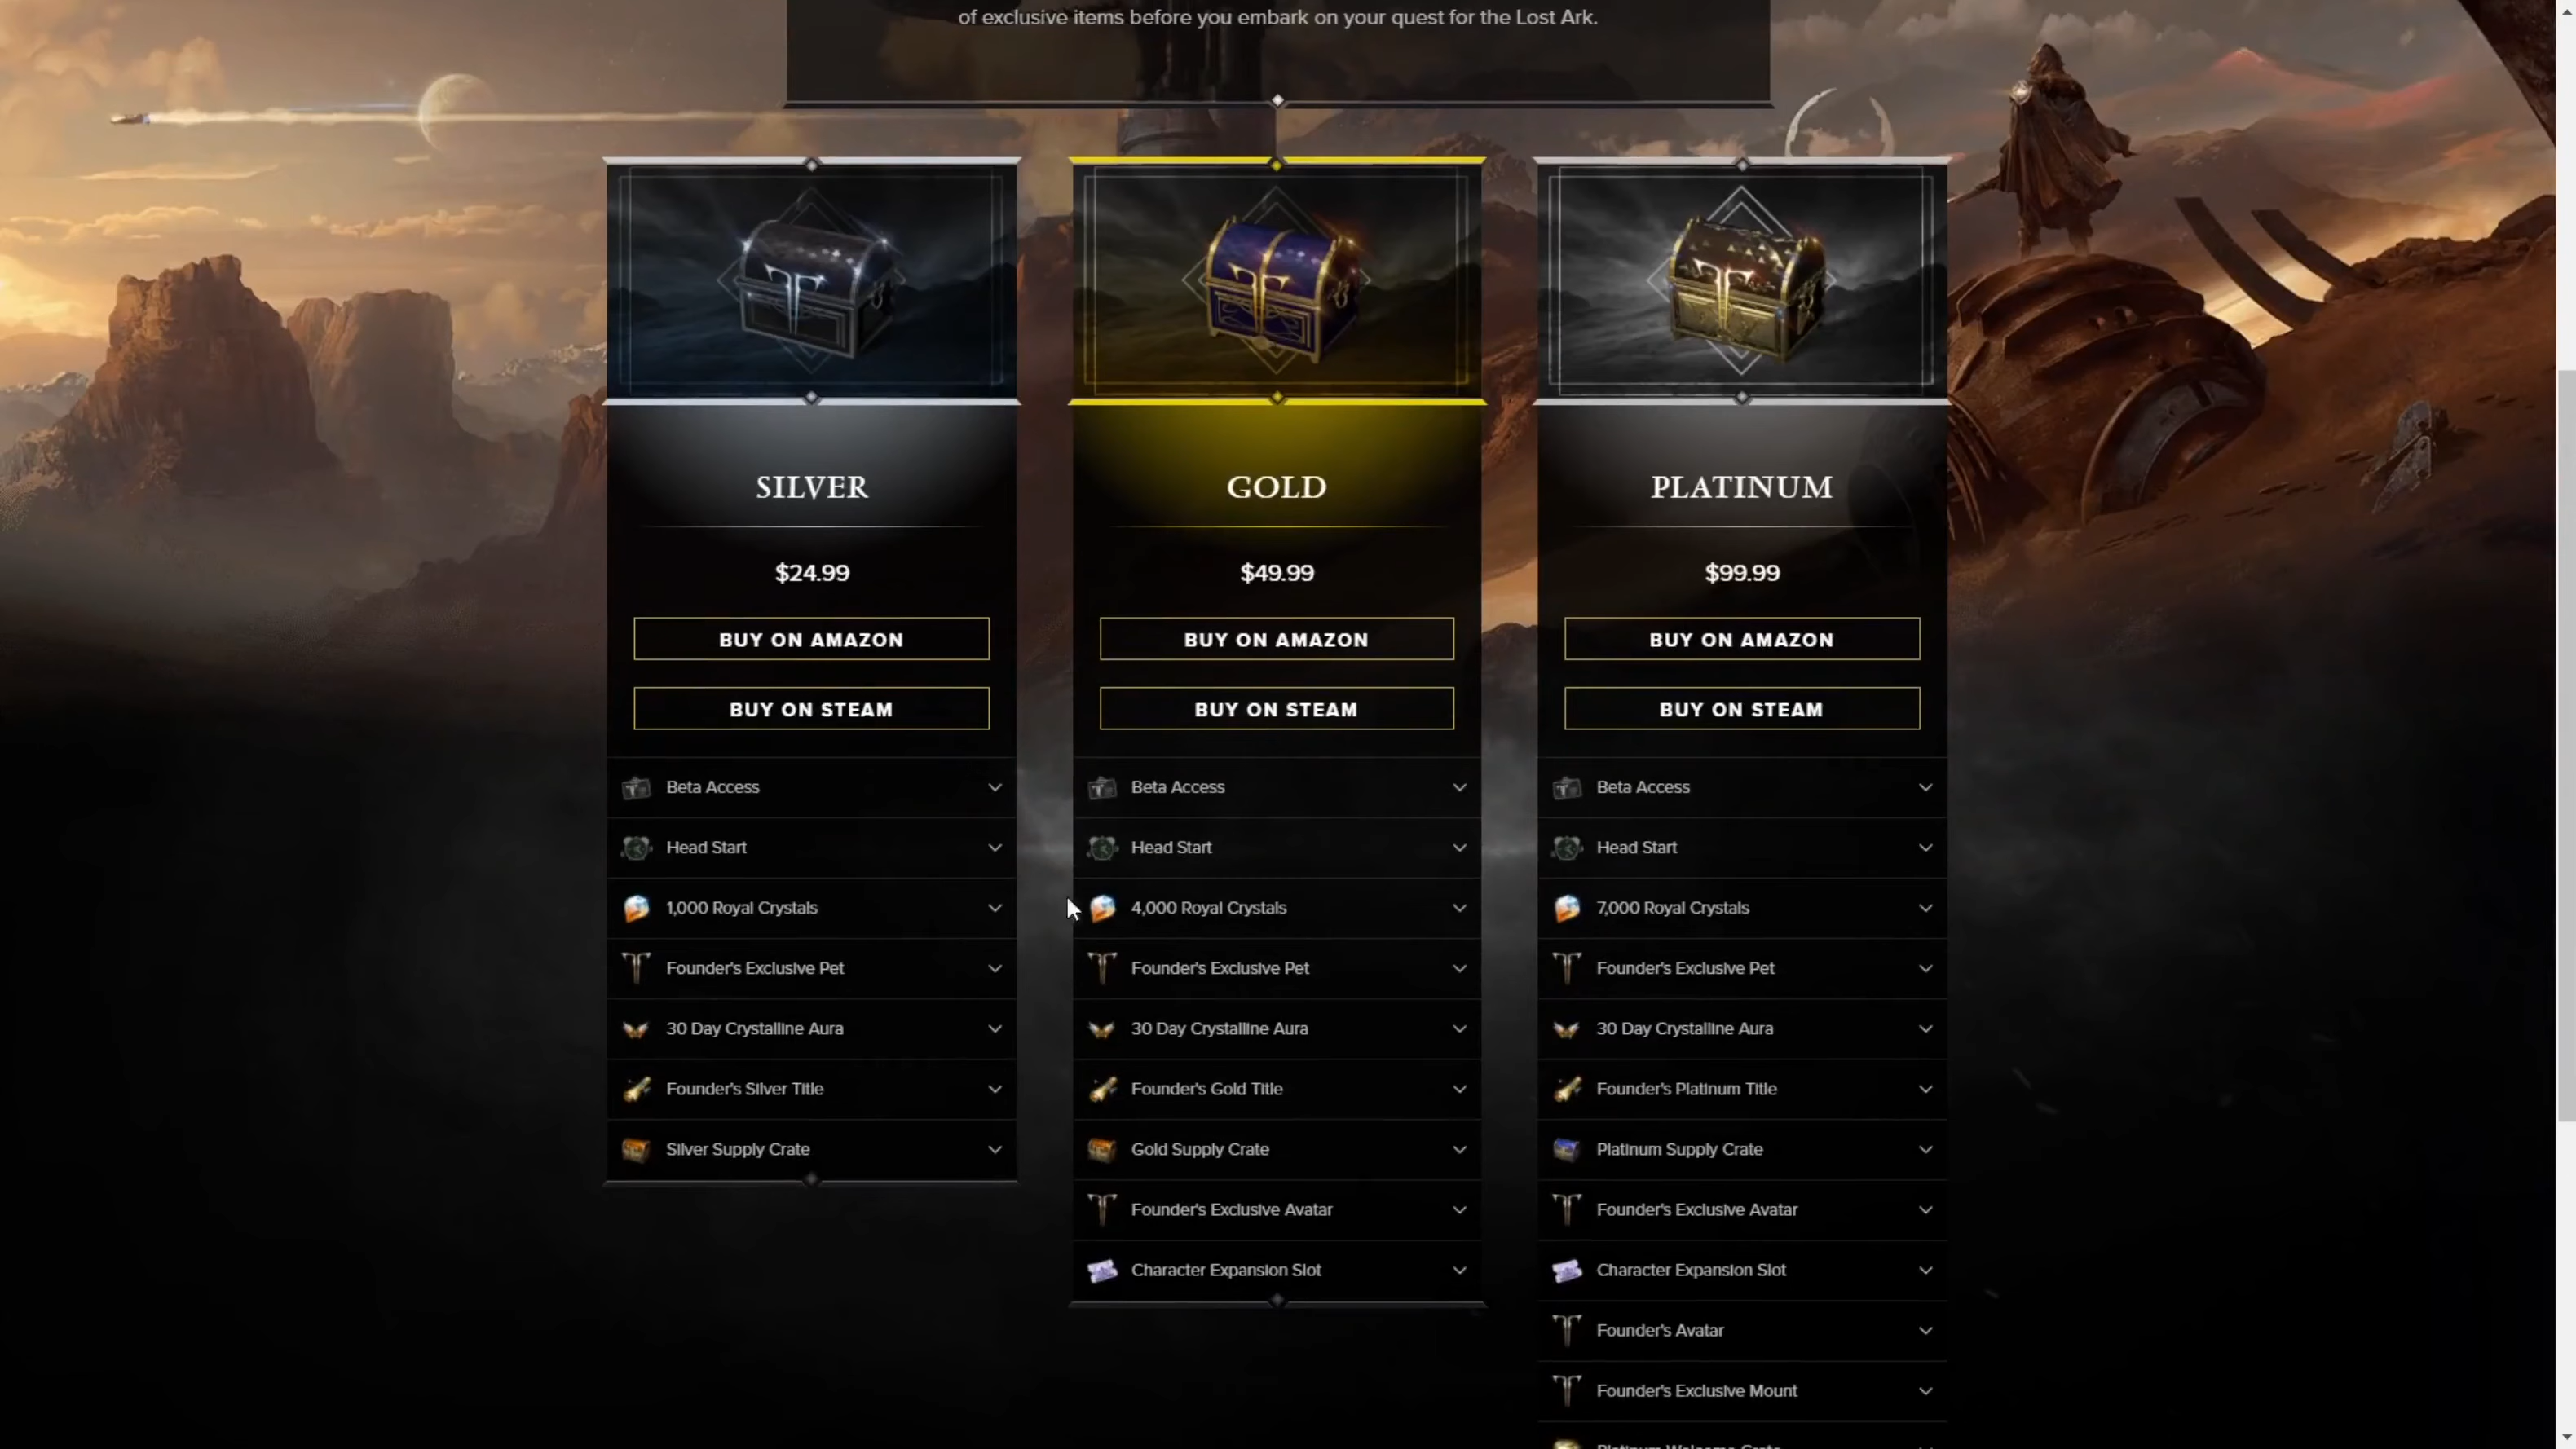 of exclusive items before you embark on your quest for the Lost Ark.
SILVER
$24.99
BUY ON AMAZON
BUY ON STEAM
Beta Access
Head Start
1,000 Royal Crystals
Founder's Exclusive Pet
30 Day Crystalline Aura
Founder's Silver Title
Silver Supply Crate
GOLD
$49.99
BUY ON AMAZON
BUY ON STEAM
Beta Access
Head Start
4,000 Royal Crystals
Founder's Exclusive Pet
30 Day Crystalline Aura
Founder's Gold Title
Gold Supply Crate
Founder's Exclusive Avatar
Character Expansion Slot
PLATINUM
$99.99
BUY ON AMAZON
BUY ON STEAM
Beta Access
Head Start
7,000 Royal Crystals
Founder's Exclusive Pet
30 Day Crystalline Aura
Founder's Platinum Title
Platinum Supply Crate
Founder's Exclusive Avatar
Character Expansion Slot
Founder's Avatar
Founder's Exclusive Mount